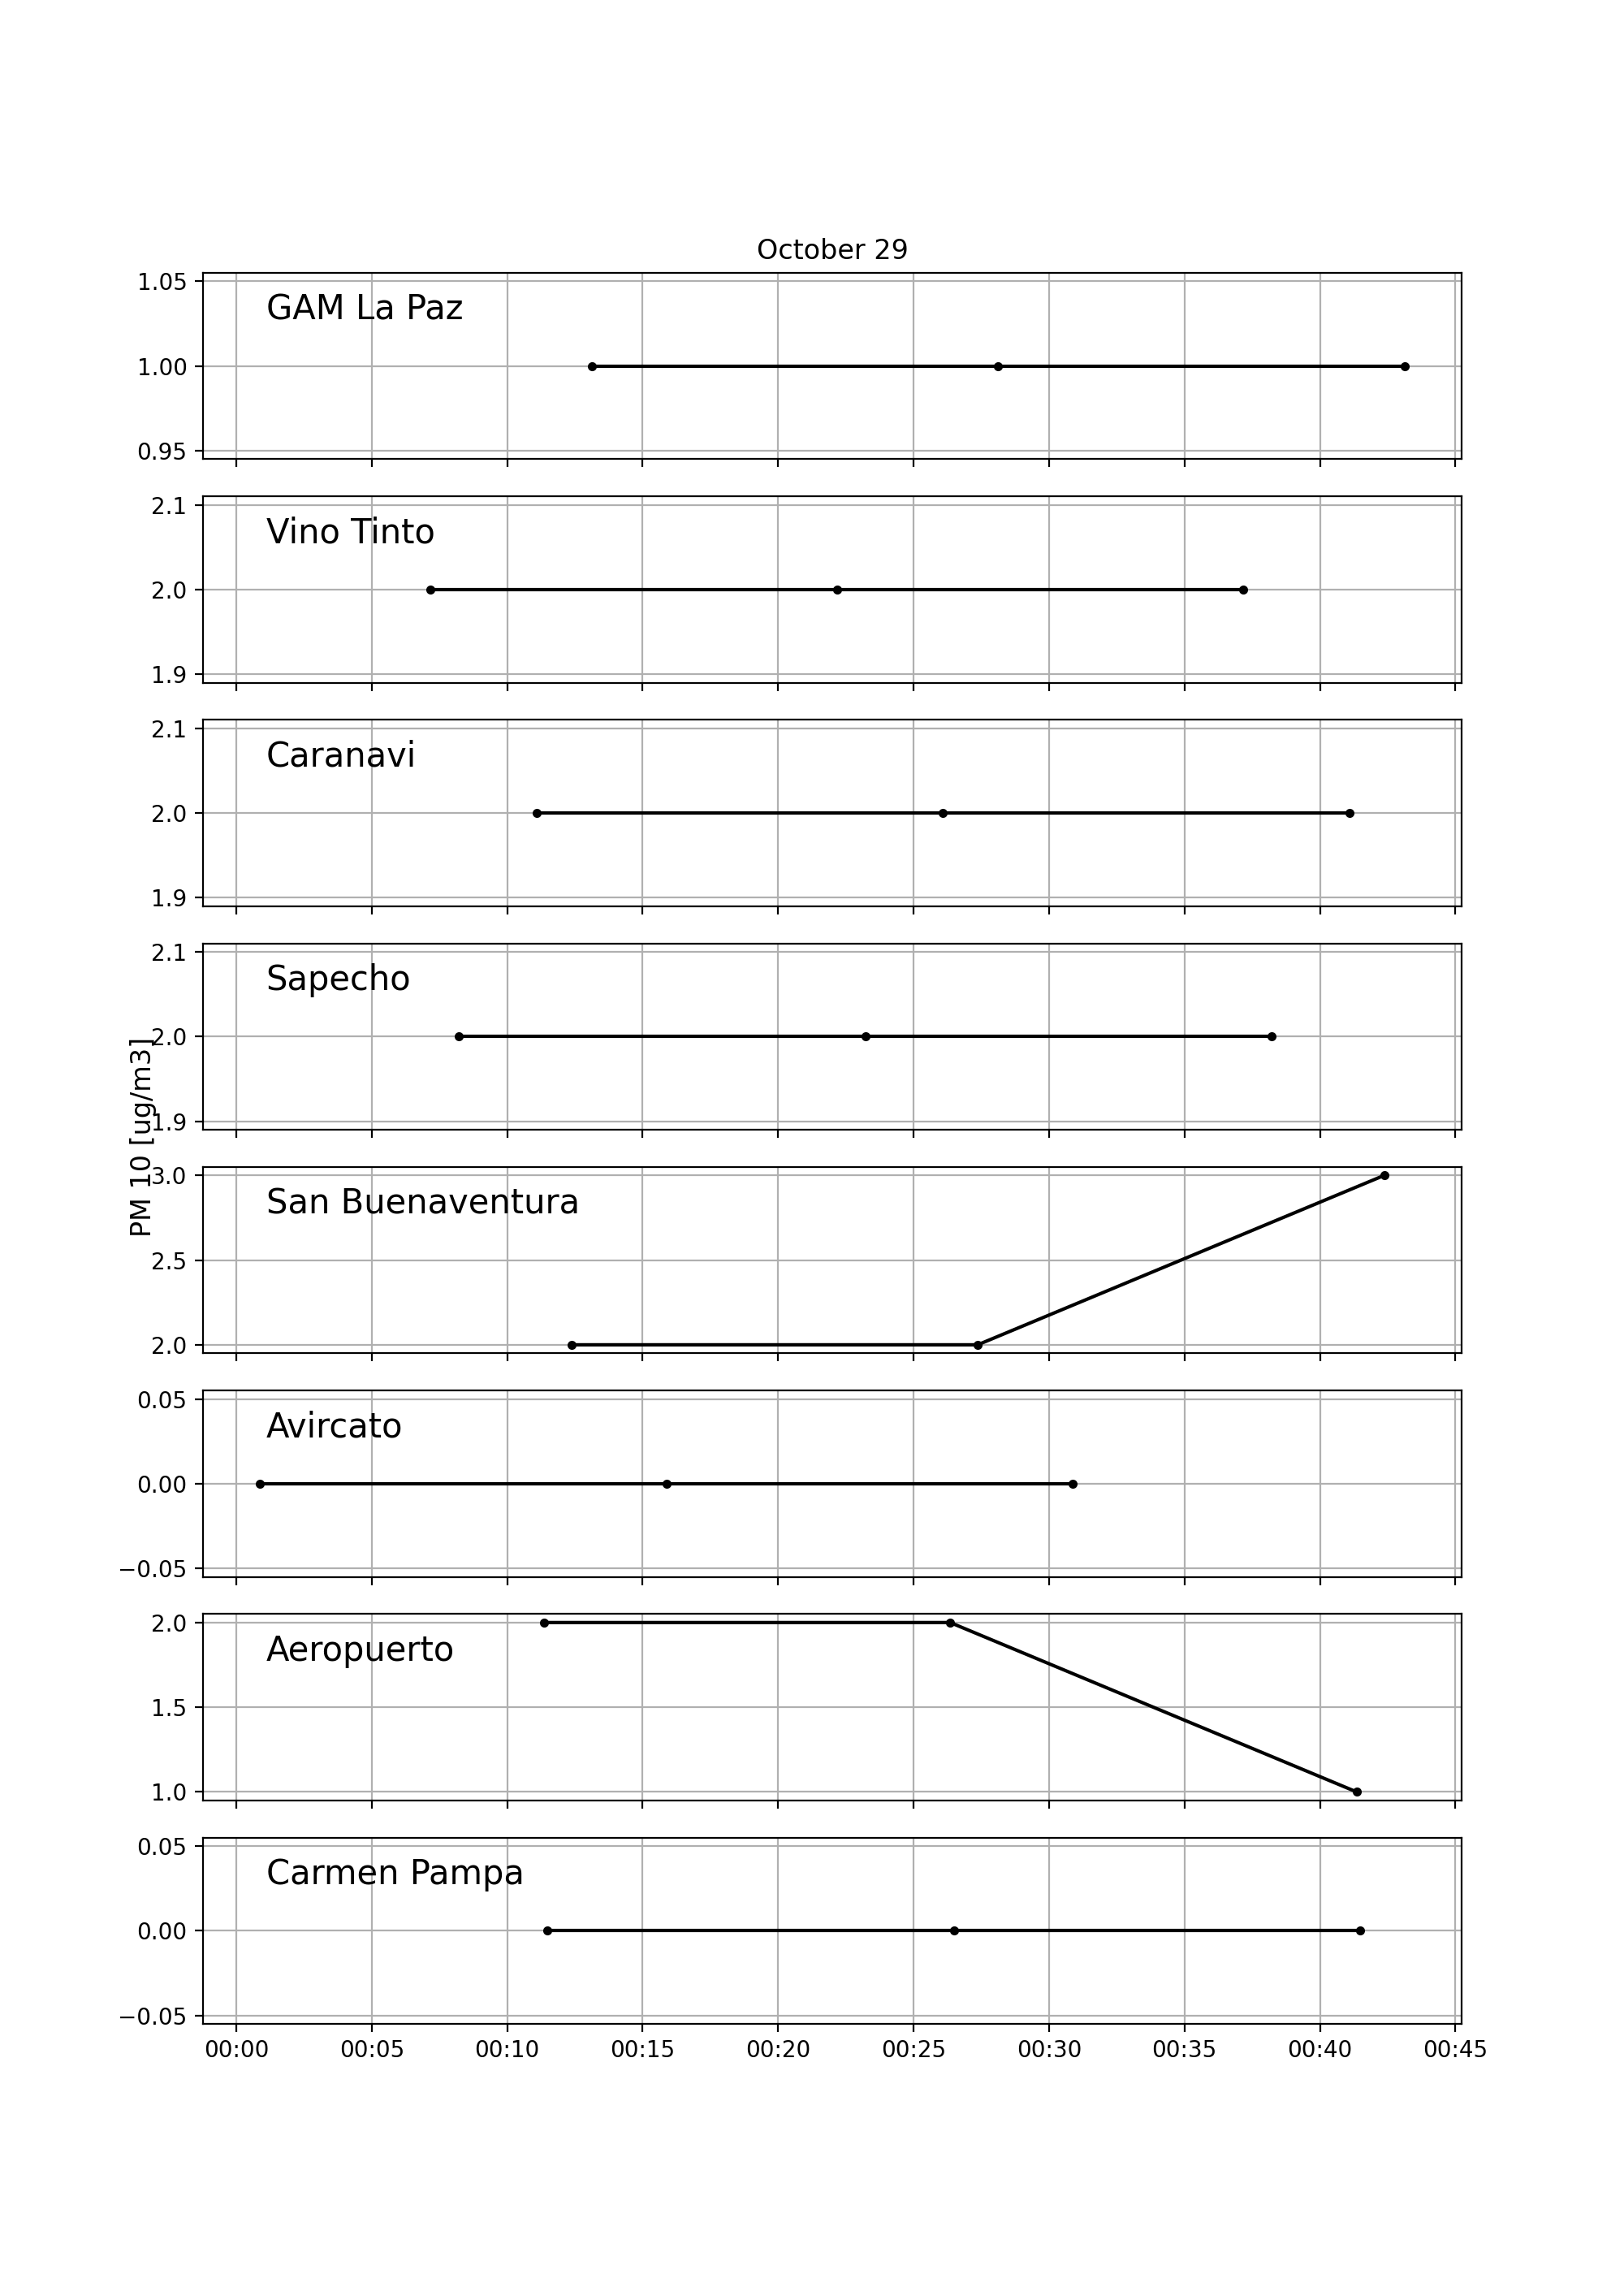 October 29
1.05
GAM La Paz
1.00
0.95
2.1
Vino Tinto
2.0
1.9
2.1
Caranavi
2.0
1.9
2.1
Sapecho
2.0
1.9
PM 10 [ug/m3]
3.0
San Buenaventura
2.5
2.0
0.05
Avircato
0.00
−0.05
2.0
Aeropuerto
1.5
1.0
0.05
Carmen Pampa
0.00
−0.05
00:00 00:05 00:10 00:15 00:20 00:25 00:30 00:35 00:40 00:45